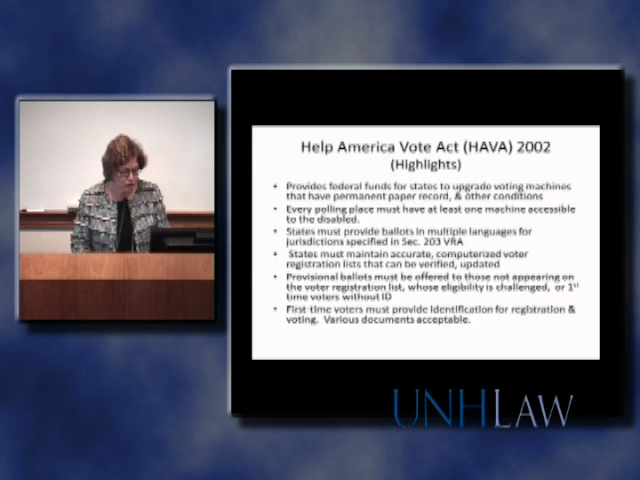 Help America Vote Act (HAVA) 2002
(Highlights)
• Provides federal funds for states to upgrade voting machines
that have permanent paper record, & other conditions
• Every polling place must have at least one machine accessible
to the disabled.
• States must provide ballots in multiple languages for
jurisdictions specified in Sec. 203 VRA
• States must maintain accurate, computerized voter
registration lists that can be verified, updated
• Provisional ballots must be offered to those not appearing on
the voter registration list, whose eligibility is challenged, or 1st
time voters without ID
• First-time voters must provide identification for registration &
voting. Various documents acceptable.
UNHLAW